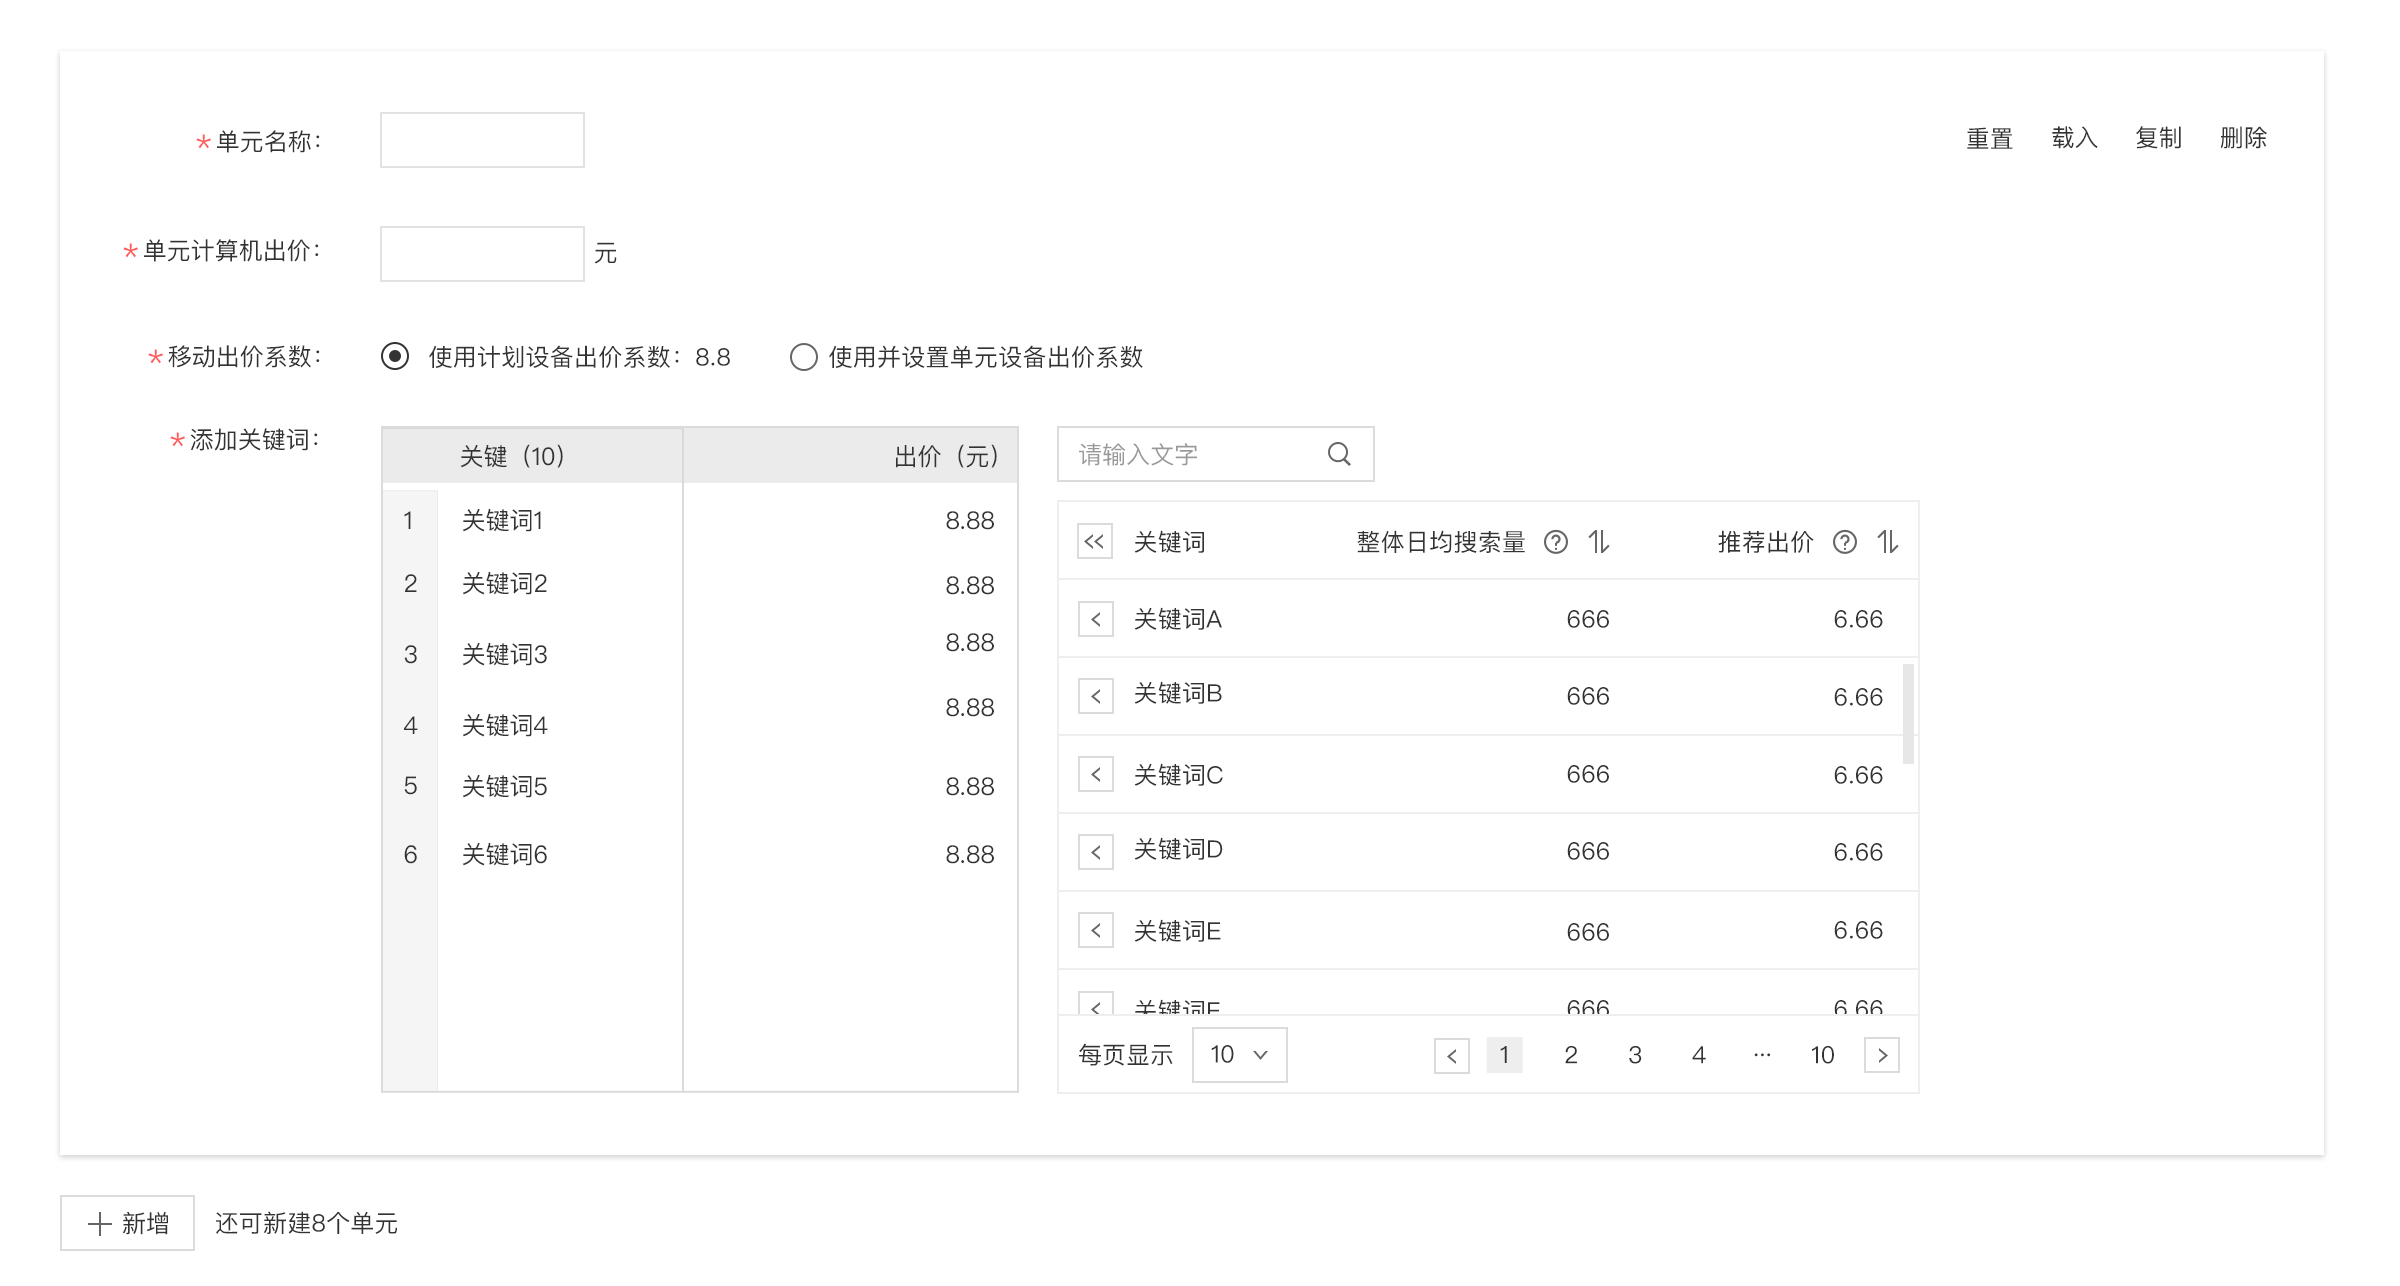 *单元名称： 重置 载入 复制 删除
*单元计算机出价： 元
*移动出价系数： 使用计划设备出价系数：8.8 使用并设置单元设备出价系数
*添加关键词：
关键（10） 出价（元）
1 关键词1 8.88
2 关键词2 8.88
3 关键词3 8.88
4 关键词4 8.88
5 关键词5 8.88
6 关键词6 8.88
请输入文字
关键词 整体日均搜索量 ? 推荐出价 ?
关键词A 666 6.66
关键词B 666 6.66
关键词C 666 6.66
关键词D 666 6.66
关键词E 666 6.66
关键词 666 6.66
每页显示 10 < 1 2 3 4 ··· 10 >
+ 新增 还可新建8个单元